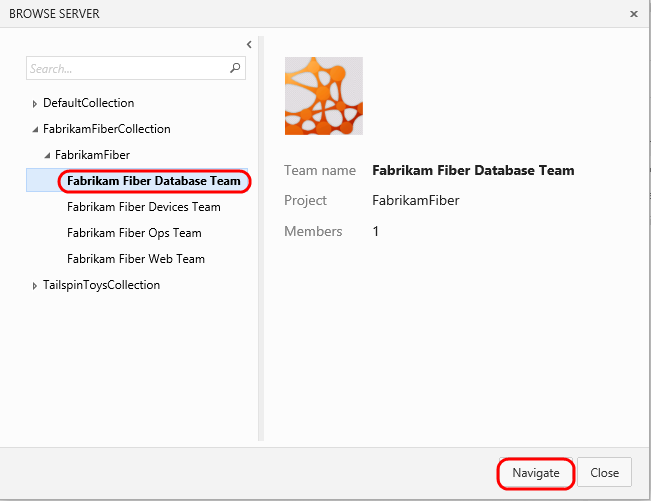 BROWSE SERVER
Search...
DefaultCollection
FabrikamFiberCollection
FabrikamFiber
Fabrikam Fiber Database Team
Fabrikam Fiber Devices Team
Fabrikam Fiber Ops Team
Fabrikam Fiber Web Team
TailspinToysCollection
Team name Fabrikam Fiber Database Team
Project FabrikamFiber
Members 1
Navigate Close